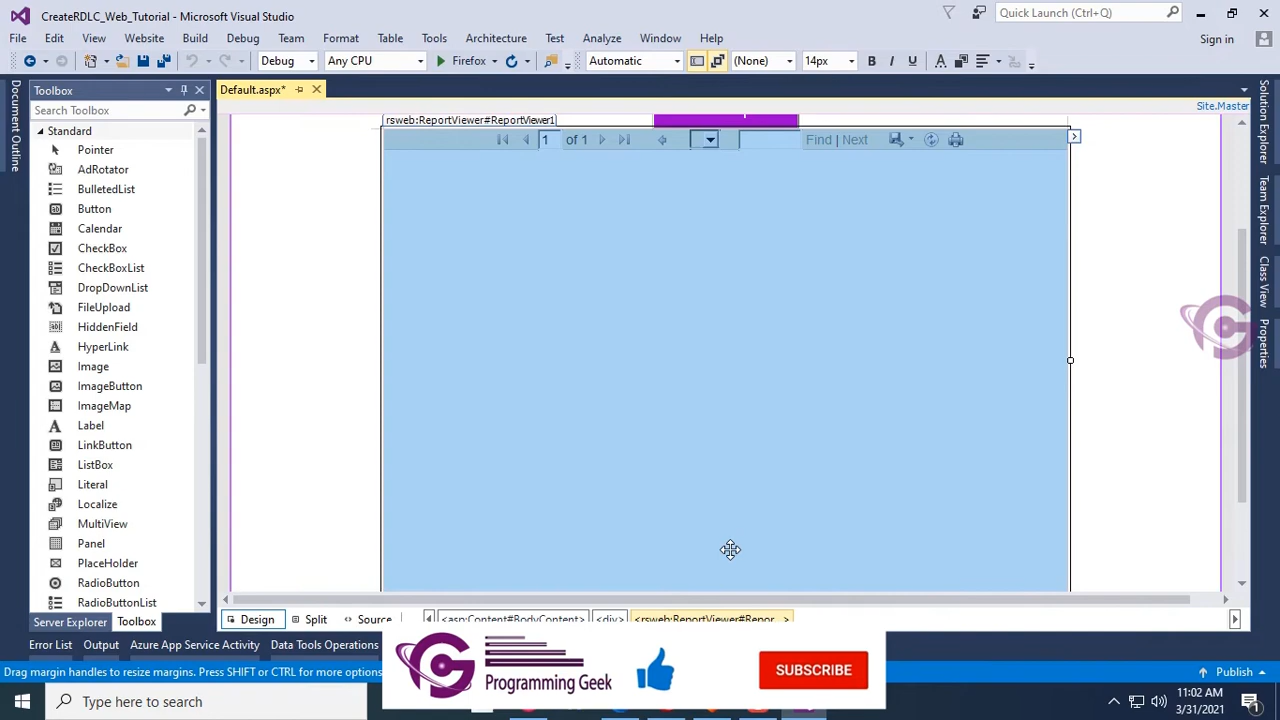 CreateRDLC_Web_Tutorial - Microsoft Visual Studio
Quick Launch (Ctrl+Q)
File Edit View Website Build Debug Team Format Table Tools Architecture Test Analyze Window Help
Sign in
Debug Any CPU Firefox Automatic (None) 14px B I U A
Document Outline
Toolbox
Search Toolbox
Standard
Pointer
AdRotator
BulletedList
Button
Calendar
CheckBox
CheckBoxList
DropDownList
FileUpload
HiddenField
HyperLink
Image
ImageButton
ImageMap
Label
LinkButton
ListBox
Literal
Localize
MultiView
Panel
PlaceHolder
RadioButton
RadioButtonList
Server Explorer Toolbox
Default.aspx*
Site.Master
rsweb:ReportViewer#ReportViewer1
1 of 1 Find | Next
Solution Explorer
Team Explorer
Class View
Properties
Design Split Source <asp:Content#BodyContent> <div> <rsweb:ReportViewer#Repor... >
Error List Output Azure App Service Activity Data Tools Operations
Drag margin handles to resize margins. Press SHIFT or CTRL for more options
Publish
Programming Geek
SUBSCRIBE
Type here to search
11:02 AM
3/31/2021
1